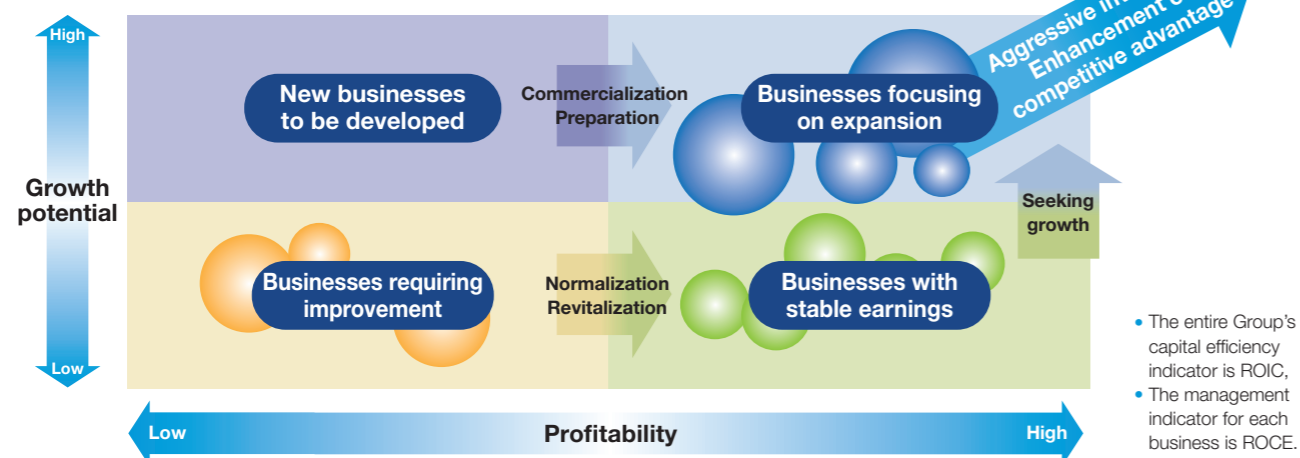 High
Growth
potential
Low
New businesses
to be developed
Commercialization
Preparation
Businesses focusing
on expansion
Aggressive
Enhancement
competitive advantage
Seeking
growth
Businesses requiring
improvement
Normalization
Revitalization
Businesses with
stable earnings
Low
Profitability
High
• The entire Group's
capital efficiency
indicator is ROIC,
• The management
indicator for each
business is ROCE.